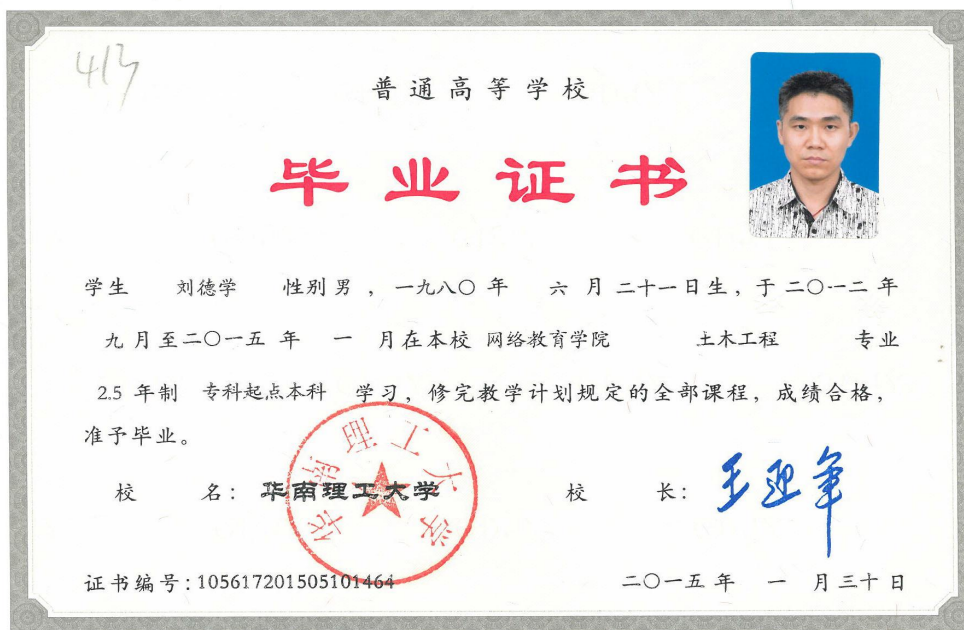 413
普通高等学校
毕业证书
学生 刘德学 性别 男 ，一九八〇年 六 月 二十一日生，于 二〇一二 年
九 月至二〇一五 年 一 月在本校 网络教育学院 土木工程 专业
2.5 年制 专科起点本科 学习，修完教学计划规定的全部课程，成绩合格，
准予毕业。
华南理工大学
校 名：华南理工大学 校 长：王迎军
证书编号：105617201505101464 二〇一五 年 一 月 三十 日